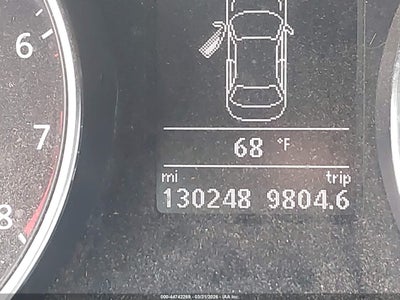 6
7
8
68 °F
mi trip
130248 9804.6
000-44742269 - 03/31/2026 - IAA Inc.